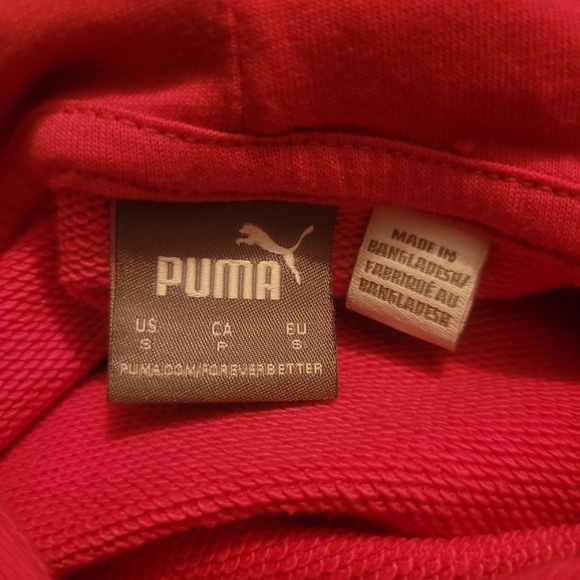 PUMA
US CA EU
S P S
PUMA.COM/FOREVERBETTER
MADE IN
BANGLADESH/
FABRIQUÉ AU
BANGLADESH